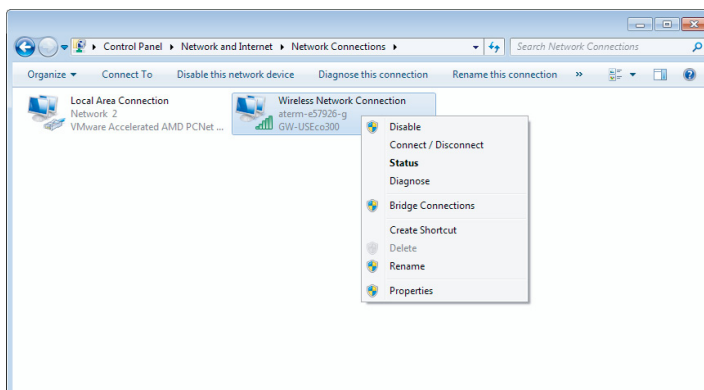 Control Panel ▸ Network and Internet ▸ Network Connections ▸
Search Network Connections
Organize ▾ Connect To Disable this network device Diagnose this connection Rename this connection »
Local Area Connection
Network 2
VMware Accelerated AMD PCNet ...
Wireless Network Connection
aterm-e57926-g
GW-USEco300
Disable
Connect / Disconnect
Status
Diagnose
Bridge Connections
Create Shortcut
Delete
Rename
Properties